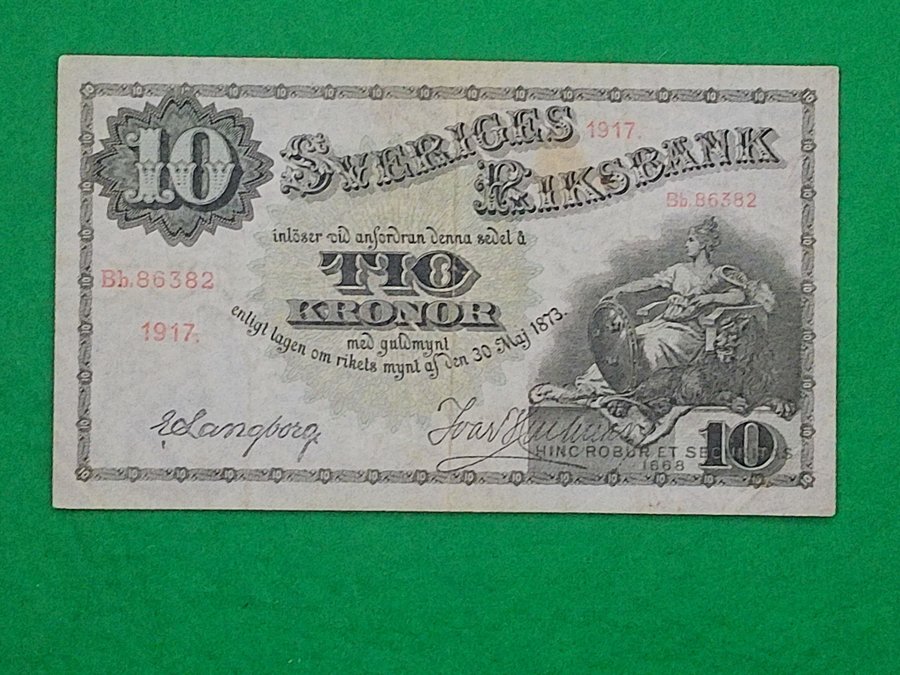 10
SVERIGES
1917.
RIKSBANK
Bb.86382
inlöser vid anfordran denna sedel å
TIO
KRONOR
Bb.86382
1917.
med guldmynt
enligt lagen om rikets mynt af den 30 Maj 1873.
E Langborg
Ivar
10
HINC ROBUR ET SECURITAS
1668